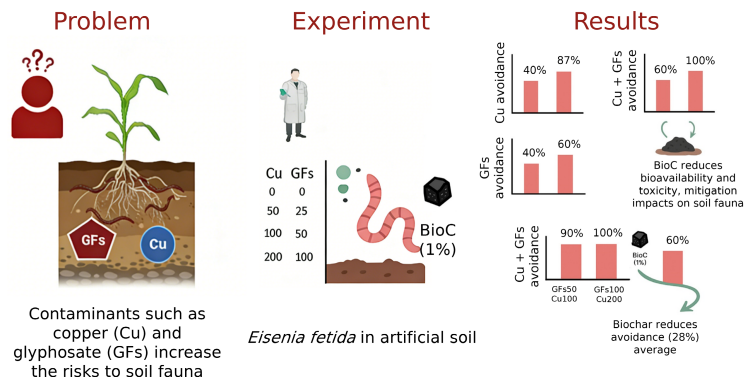 Problem
???
GFs
Cu
Contaminants such as
copper (Cu) and
glyphosate (GFs) increase
the risks to soil fauna
Experiment
Cu GFs
0 0
50 25
100 50
200 100
BioC
(1%)
Eisenia fetida in artificial soil
Results
Cu avoidance
40%
87%
Cu + GFs
avoidance
60%
100%
GFs
avoidance
40%
60%
BioC reduces
bioavailability and
toxicity, mitigation
impacts on soil fauna
Cu + GFs
avoidance
90%
100%
GFs50
Cu100
GFs100
Cu200
BioC
(1%)
60%
Biochar reduces
avoidance (28%)
average